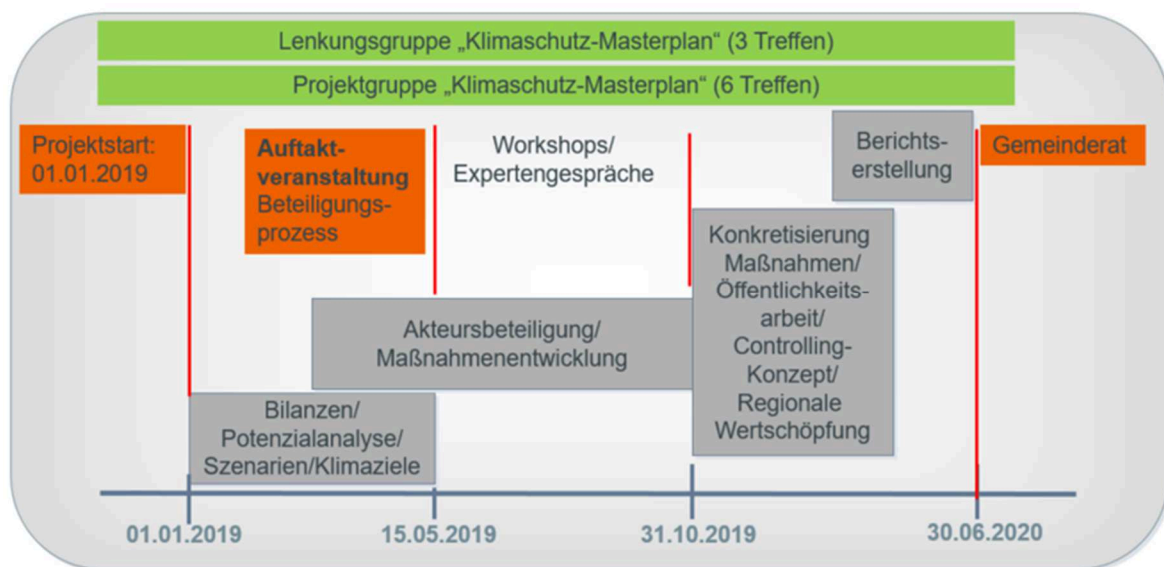 Lenkungsgruppe „Klimaschutz-Masterplan“ (3 Treffen)
Projektgruppe „Klimaschutz-Masterplan“ (6 Treffen)
Projektstart:
01.01.2019
Auftakt-
veranstaltung
Beteiligungs-
prozess
Workshops/
Expertengespräche
Berichts-
erstellung
Gemeinderat
Konkretisierung
Maßnahmen/
Öffentlichkeits-
arbeit/
Controlling-
Konzept/
Regionale
Wertschöpfung
Akteursbeteiligung/
Maßnahmenentwicklung
Bilanzen/
Potenzialanalyse/
Szenarien/Klimaziele
01.01.2019
15.05.2019
31.10.2019
30.06.2020